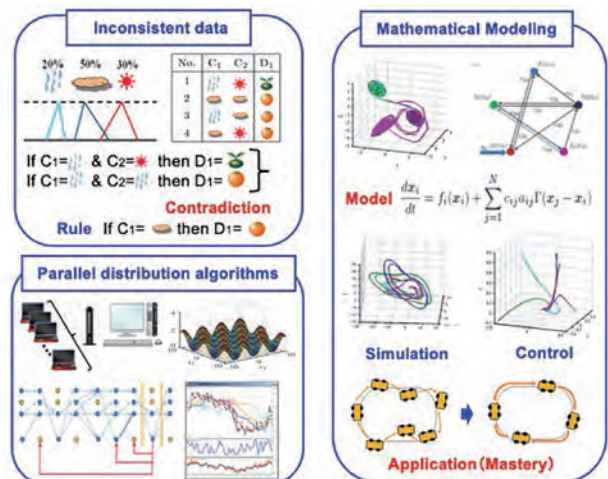 Inconsistent data
20% 50% 30%
No. C₁ C₂ D₁
1
2
3
4
If C₁= & C₂= then D₁=
If C₁= & C₂= then D₁=
Contradiction
Rule If C₁= then D₁=
Parallel distribution algorithms
Mathematical Modeling
Model dxᵢ/dt = fᵢ(xᵢ) + ∑ⱼ₌₁ᴺ cᵢⱼaᵢⱼΓ(xⱼ − xᵢ)
Simulation Control
Application(Mastery)